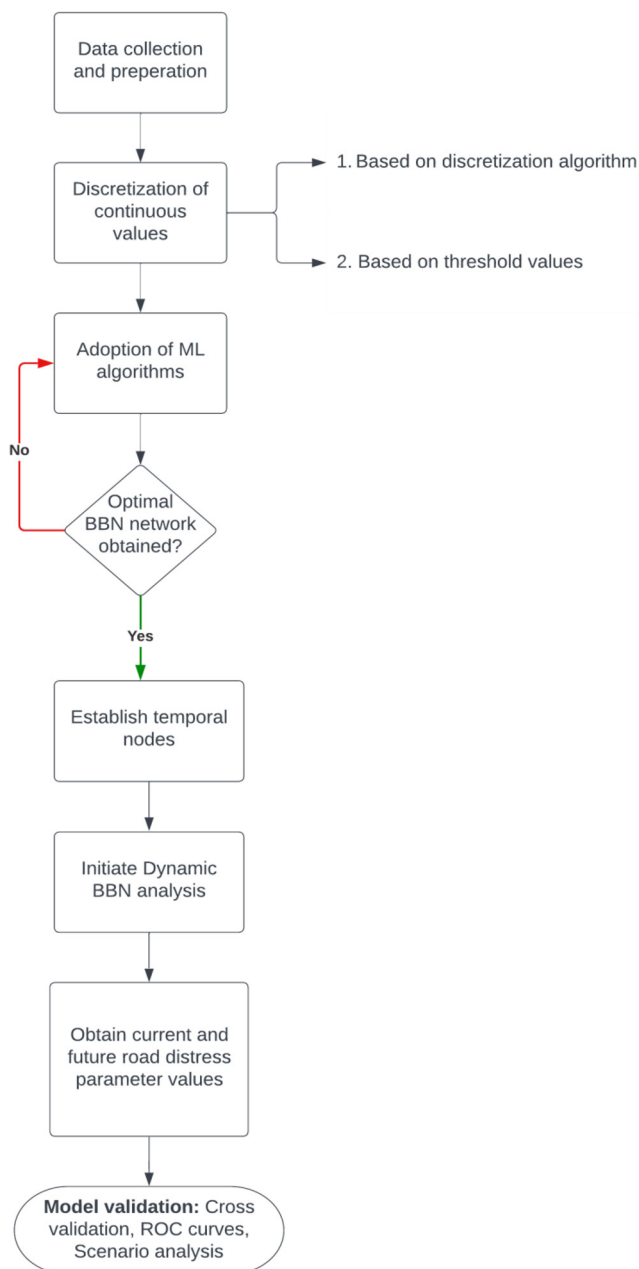 Data collection
and preperation
Discretization of
continuous
values
1. Based on discretization algorithm
2. Based on threshold values
Adoption of ML
algorithms
No
Optimal
BBN network
obtained?
Yes
Establish temporal
nodes
Initiate Dynamic
BBN analysis
Obtain current and
future road distress
parameter values
Model validation: Cross
validation, ROC curves,
Scenario analysis